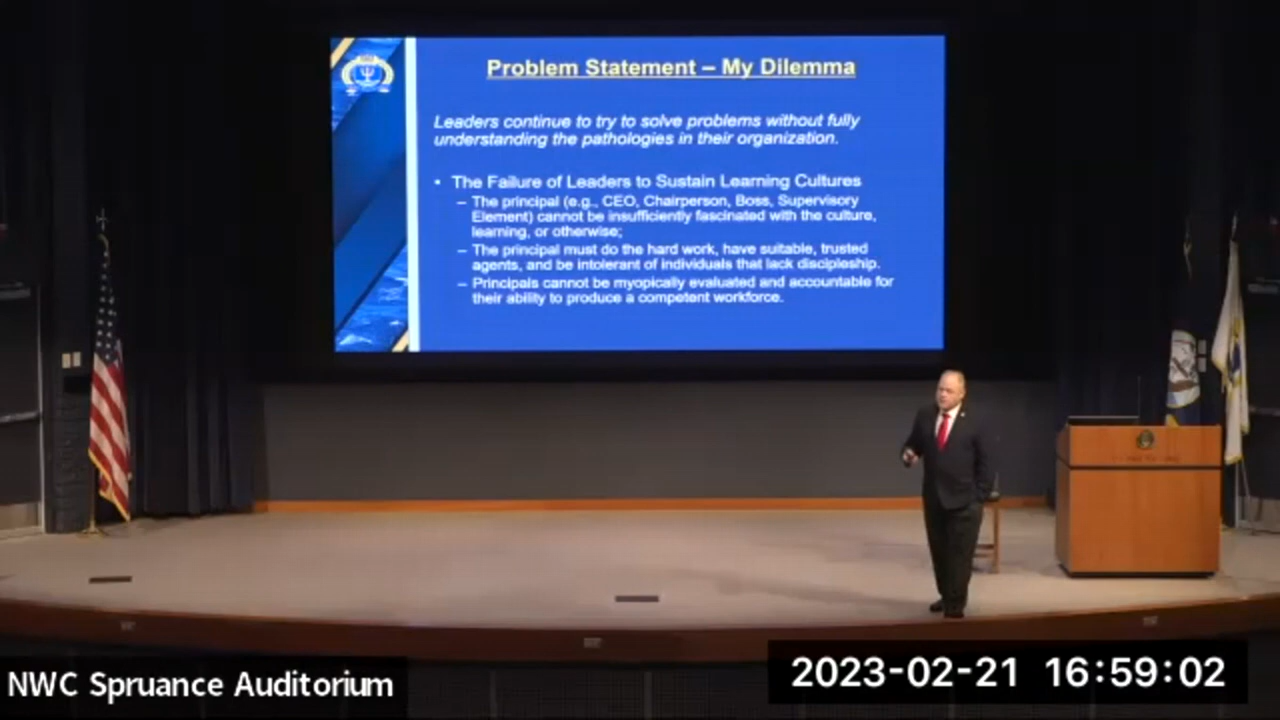 Problem Statement – My Dilemma
Leaders continue to try to solve problems without fully
understanding the pathologies in their organization.
• The Failure of Leaders to Sustain Learning Cultures
– The principal (e.g., CEO, Chairperson, Boss, Supervisory
Element) cannot be insufficiently fascinated with the culture,
learning, or otherwise;
– The principal must do the hard work, have suitable, trusted
agents, and be intolerant of individuals that lack discipleship.
– Principals cannot be myopically evaluated and accountable for
their ability to produce a competent workforce.
NWC Spruance Auditorium
2023-02-21 16:59:02